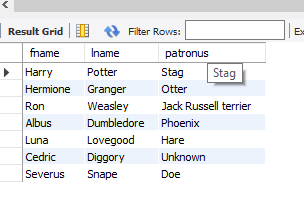 Result Grid Filter Rows: Ex
fname lname patronus
Harry Potter Stag
Stag
Hermione Granger Otter
Ron Weasley Jack Russell terrier
Albus Dumbledore Phoenix
Luna Lovegood Hare
Cedric Diggory Unknown
Severus Snape Doe